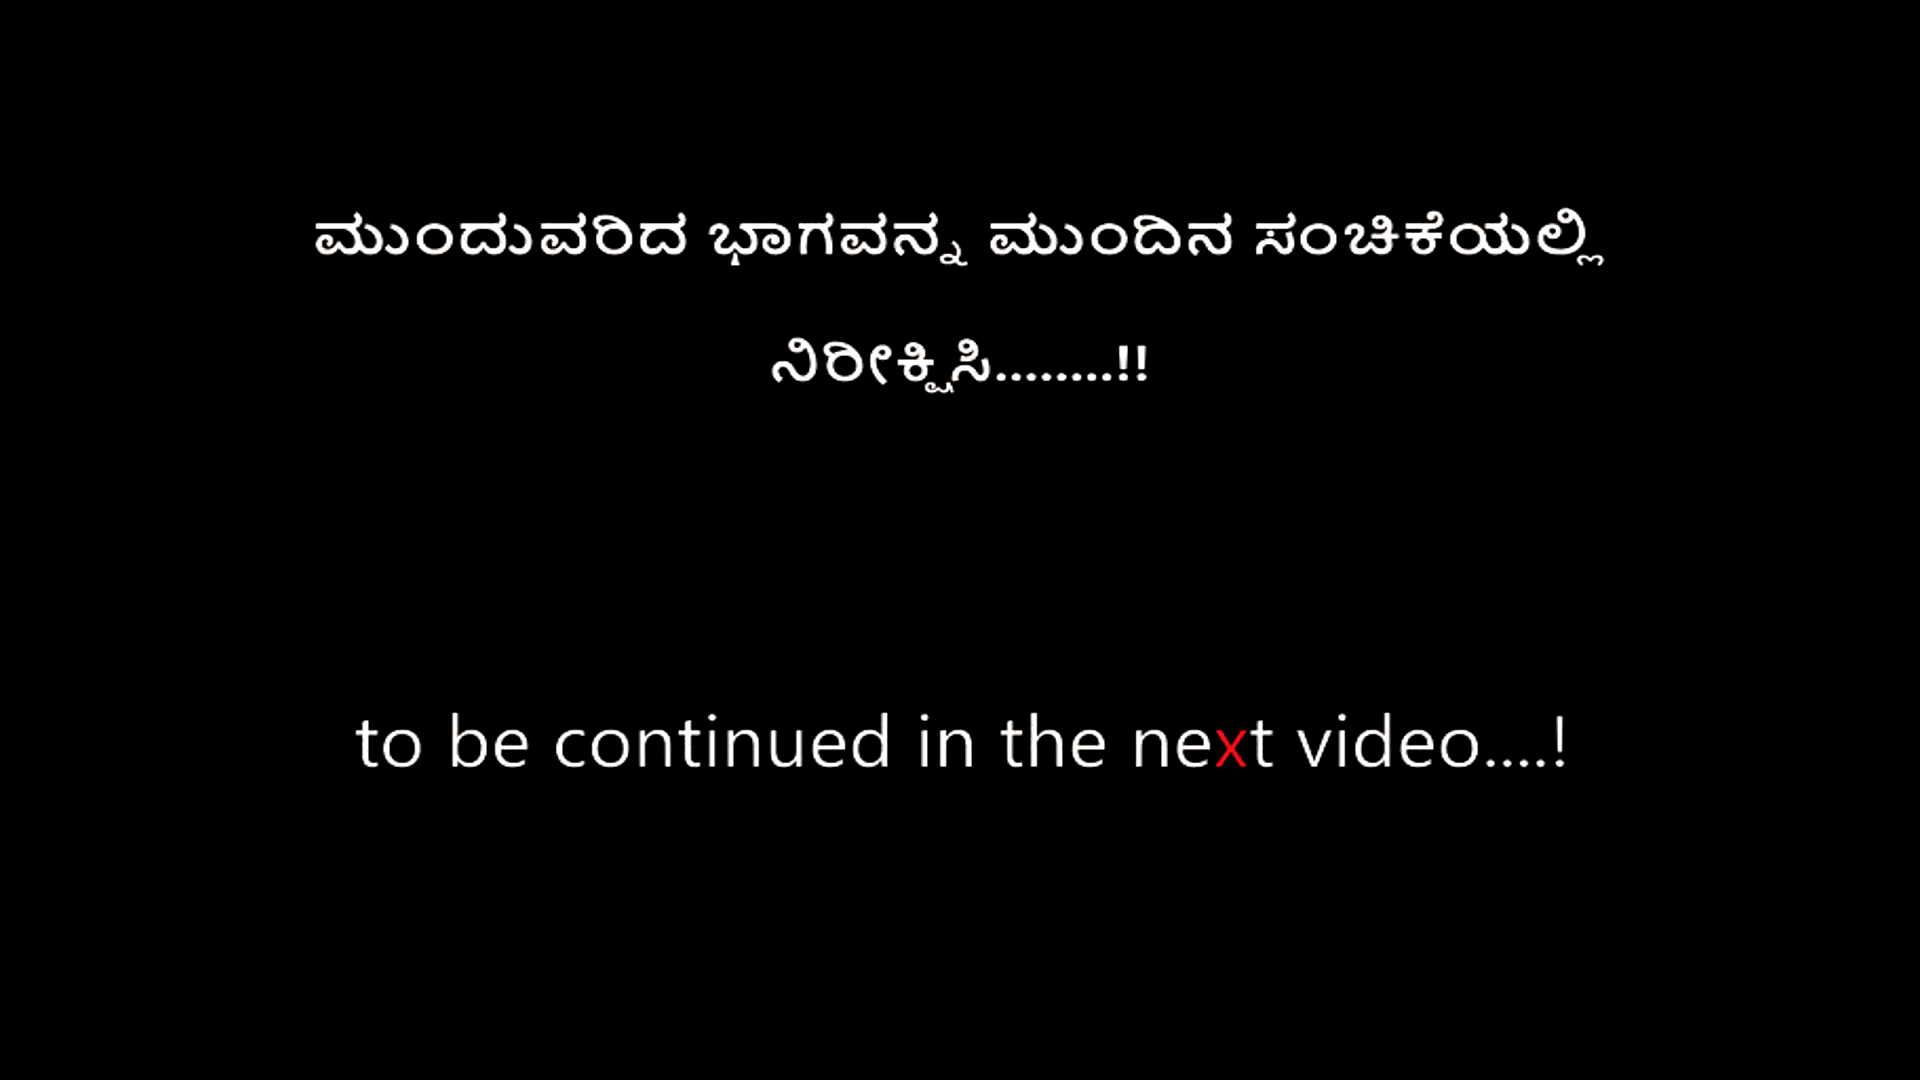 ಮುಂದುವರಿದ ಭಾಗವನ್ನ ಮುಂದಿನ ಸಂಚಿಕೆಯಲ್ಲಿ
ನಿರೀಕ್ಷಿಸಿ........!!
to be continued in the next video....!